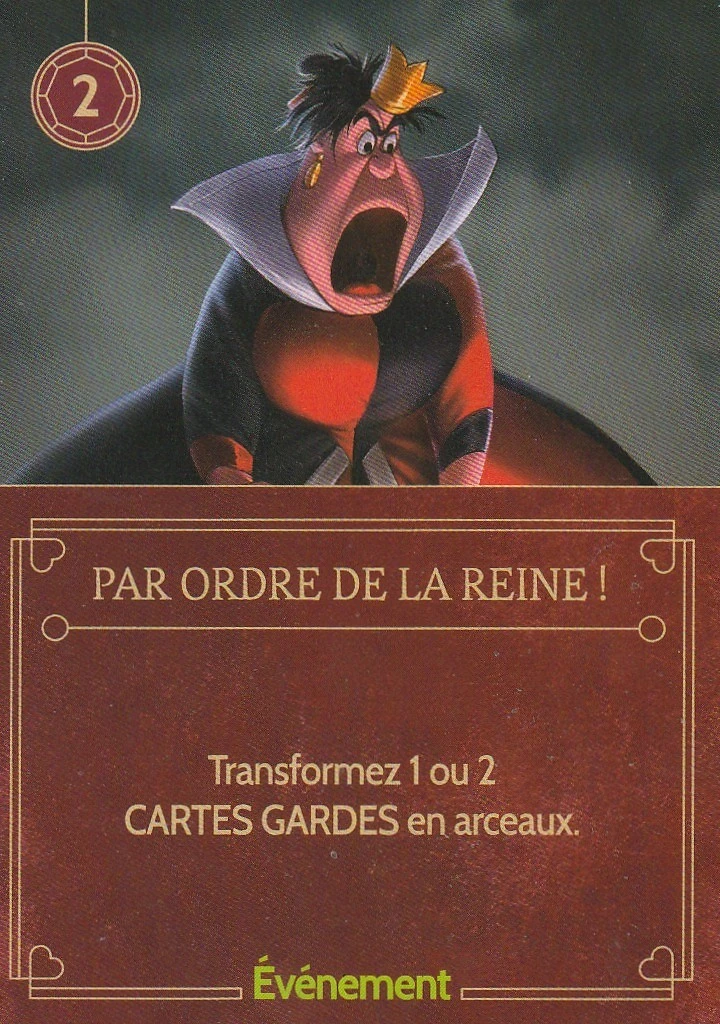 2
PAR ORDRE DE LA REINE !
Transformez 1 ou 2
CARTES GARDES en arceaux.
Événement